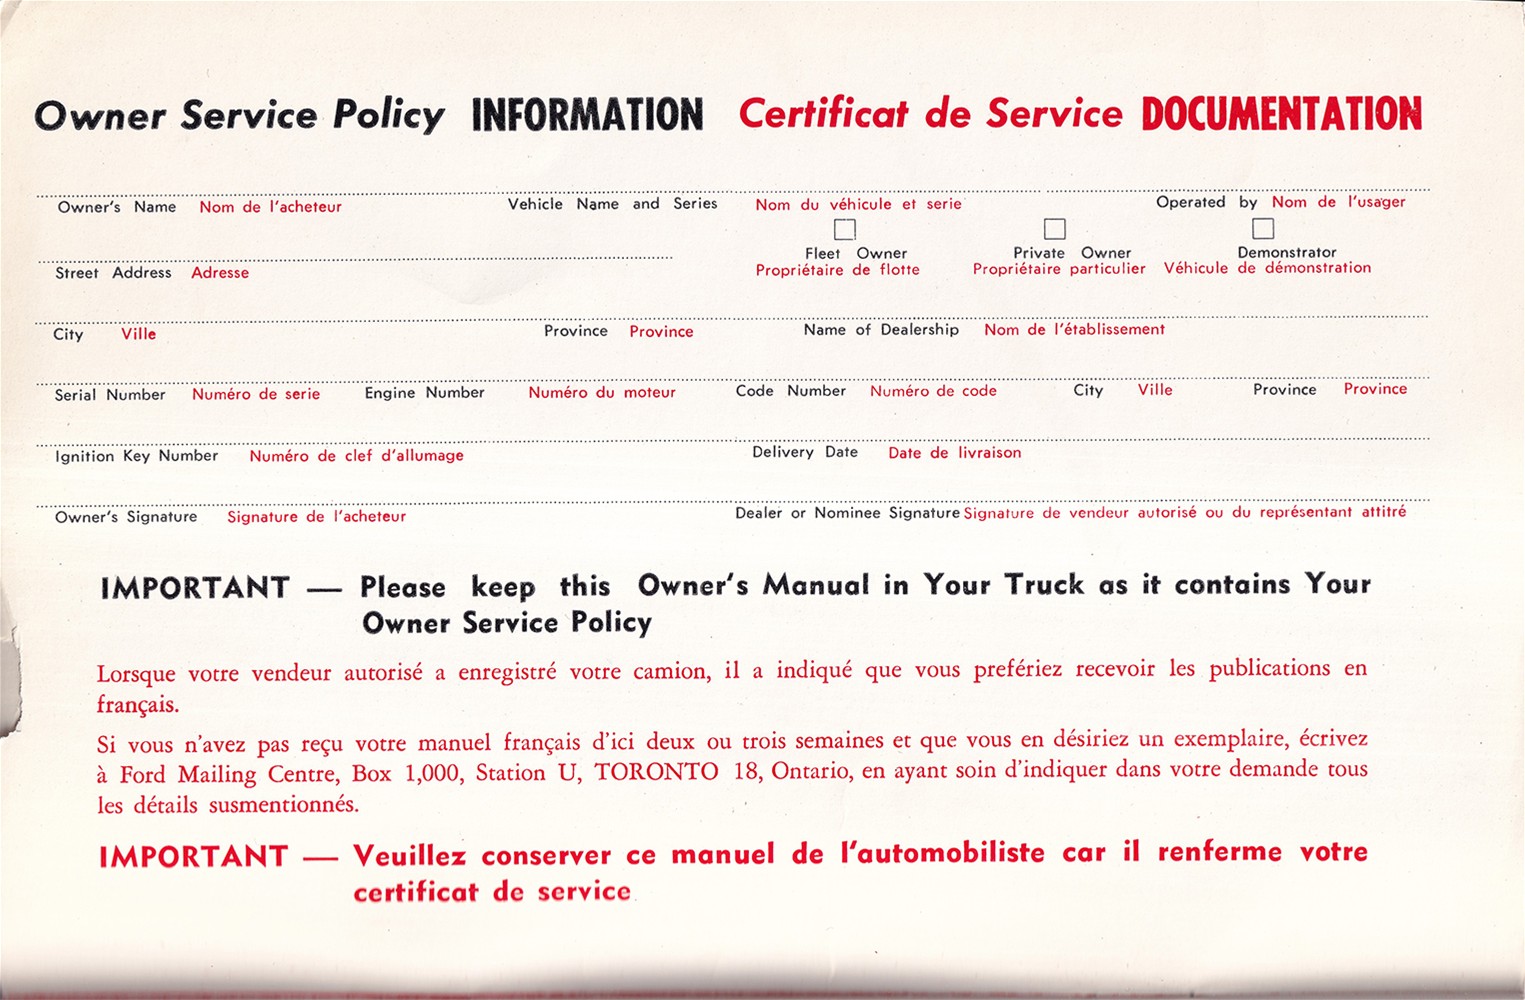 Owner Service Policy INFORMATION Certificat de Service DOCUMENTATION
Owner's Name Nom de l'acheteur Vehicle Name and Series Nom du véhicule et serie Operated by Nom de l'usager
Fleet Owner Private Owner Demonstrator
Propriétaire de flotte Propriétaire particulier Véhicule de démonstration
Street Address Adresse
City Ville Province Province Name of Dealership Nom de l'établissement
Serial Number Numéro de serie Engine Number Numéro du moteur Code Number Numéro de code City Ville Province Province
Ignition Key Number Numéro de clef d'allumage Delivery Date Date de livraison
Owner's Signature Signature de l'acheteur Dealer or Nominee Signature Signature de vendeur autorisé ou du représentant attitré
IMPORTANT — Please keep this Owner's Manual in Your Truck as it contains Your
Owner Service Policy
Lorsque votre vendeur autorisé a enregistré votre camion, il a indiqué que vous prefériez recevoir les publications en
français.
Si vous n'avez pas reçu votre manuel français d'ici deux ou trois semaines et que vous en désiriez un exemplaire, écrivez
à Ford Mailing Centre, Box 1,000, Station U, TORONTO 18, Ontario, en ayant soin d'indiquer dans votre demande tous
les détails susmentionnés.
IMPORTANT — Veuillez conserver ce manuel de l'automobiliste car il renferme votre
certificat de service